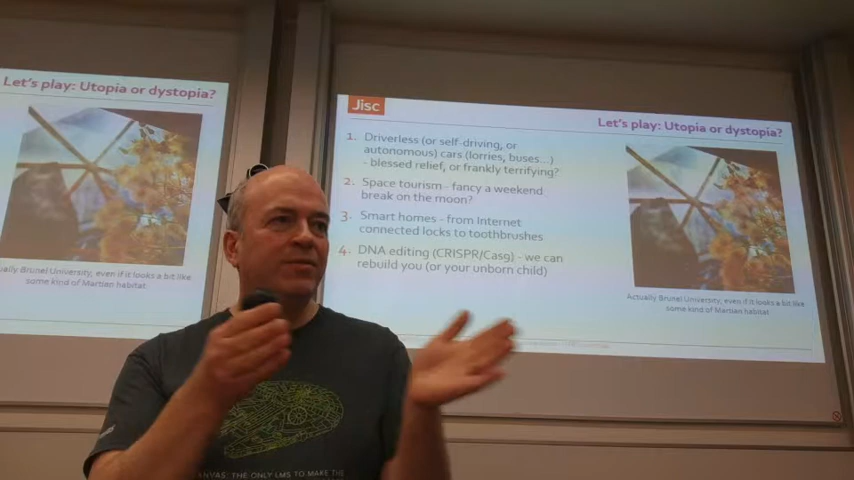 Let's play: Utopia or dystopia?
Actually Brunel University, even if it looks a bit like
some kind of Martian habitat.
Jisc
Let's play: Utopia or dystopia?
1. Driverless (or self-driving, or
autonomous) cars (lorries, buses...)
- blessed relief, or frankly terrifying?
2. Space tourism - fancy a weekend
break on the moon?
3. Smart homes - from Internet
connected locks to toothbrushes
4. DNA editing (CRISPR/Cas9) - we can
rebuild you (or your unborn child)
Actually Brunel University, even if it looks a bit like
some kind of Martian habitat.
CANVAS: THE ONLY LMS TO MAKE THE